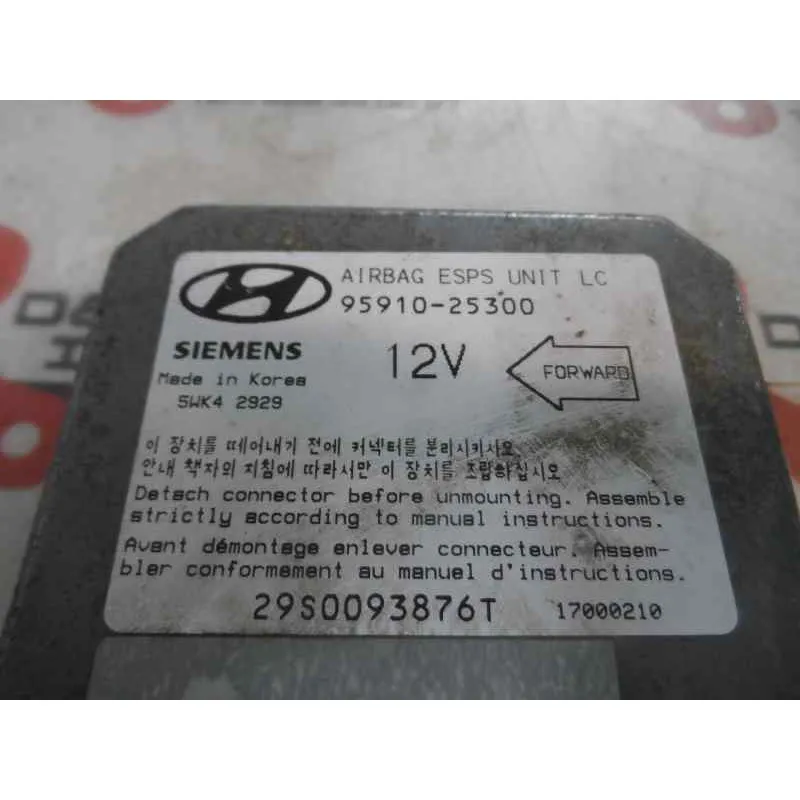 AIRBAG ESPS UNIT LC
95910-25300
SIEMENS
12V
FORWARD
Made in Korea
5WK4 2929
이 장치를 떼어내기 전에 커넥터를 분리시키시오.
안내 책자의 지침에 따라서만 이 장치를 조립하십시오
Detach connector before unmounting. Assemble
strictly according to manual instructions.
Avant démontage enlever connecteur. Assem-
bler conformement au manuel d'instructions.
29S0093876T
17000210